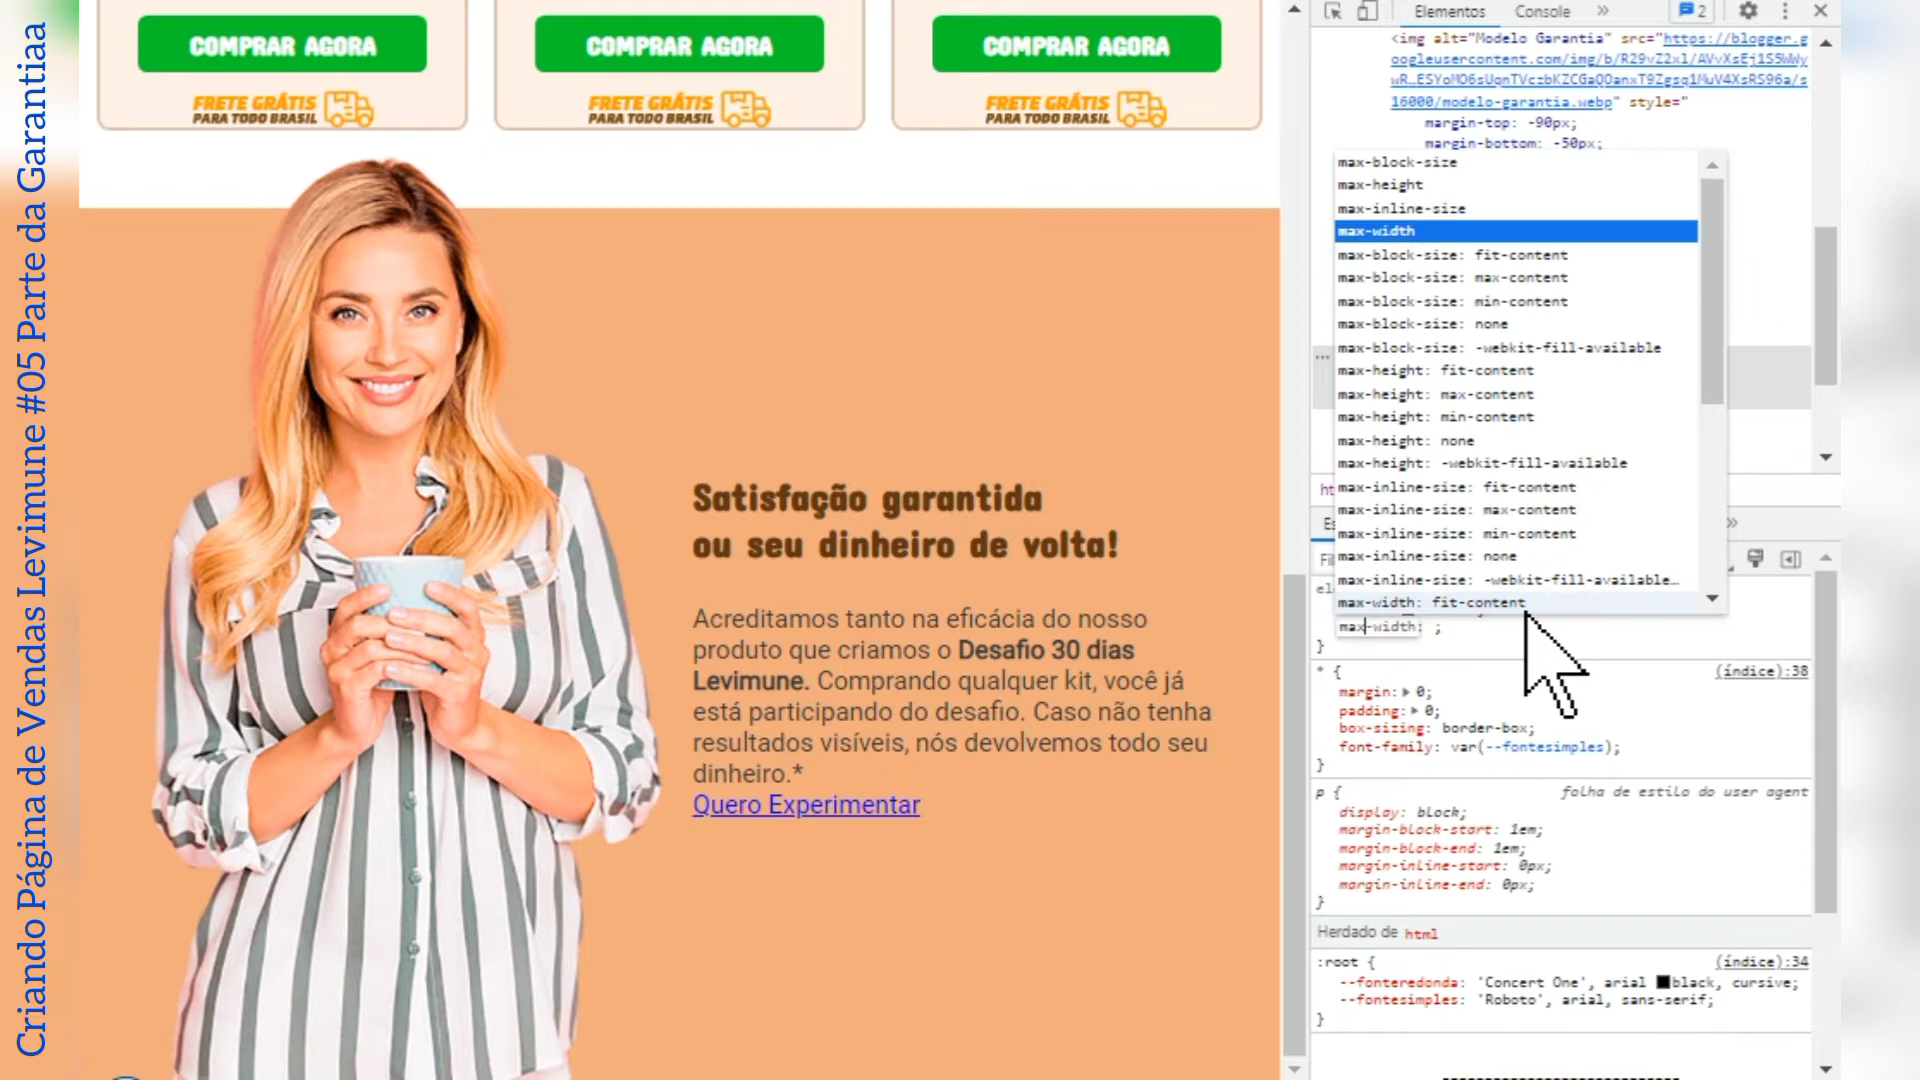 Criando Página de Vendas Levimune #05 Parte da Garantiaa
COMPRAR AGORA
FRETE GRÁTIS
PARA TODO BRASIL
COMPRAR AGORA
FRETE GRÁTIS
PARA TODO BRASIL
COMPRAR AGORA
FRETE GRÁTIS
PARA TODO BRASIL
Satisfação garantida
ou seu dinheiro de volta!
Acreditamos tanto na eficácia do nosso
produto que criamos o Desafio 30 dias
Levimune. Comprando qualquer kit, você já
está participando do desafio. Caso não tenha
resultados visíveis, nós devolvemos todo seu
dinheiro.*
Quero Experimentar
Elementos Console » 2
<img alt="Modelo Garantia" src="https://blogger.g
16000/modelo-garantia.webp" style="
margin-top: -90px;
margin-bottom: -50px;
max-block-size
max-height
max-inline-size
max-width
max-block-size: fit-content
max-block-size: max-content
max-block-size: min-content
max-block-size: none
max-block-size: -webkit-fill-available
max-height: fit-content
max-height: max-content
max-height: min-content
max-height: none
max-height: -webkit-fill-available
max-inline-size: fit-content
max-inline-size: max-content
max-inline-size: min-content
max-inline-size: none
max-inline-size: -webkit-fill-available…
max-width: fit-content
max-width: ;
}
* { (índice):38
margin: 0;
padding: 0;
box-sizing: border-box;
font-family: var(--fontesimples);
}
p { folha de estilo do user agent
display: block;
margin-block-start: 1em;
margin-block-end: 1em;
margin-inline-start: 0px;
margin-inline-end: 0px;
}
Herdado de html
:root { (índice):34
--fonteredonda: 'Concert One', arial black, cursive;
--fontesimples: 'Roboto', arial, sans-serif;
}